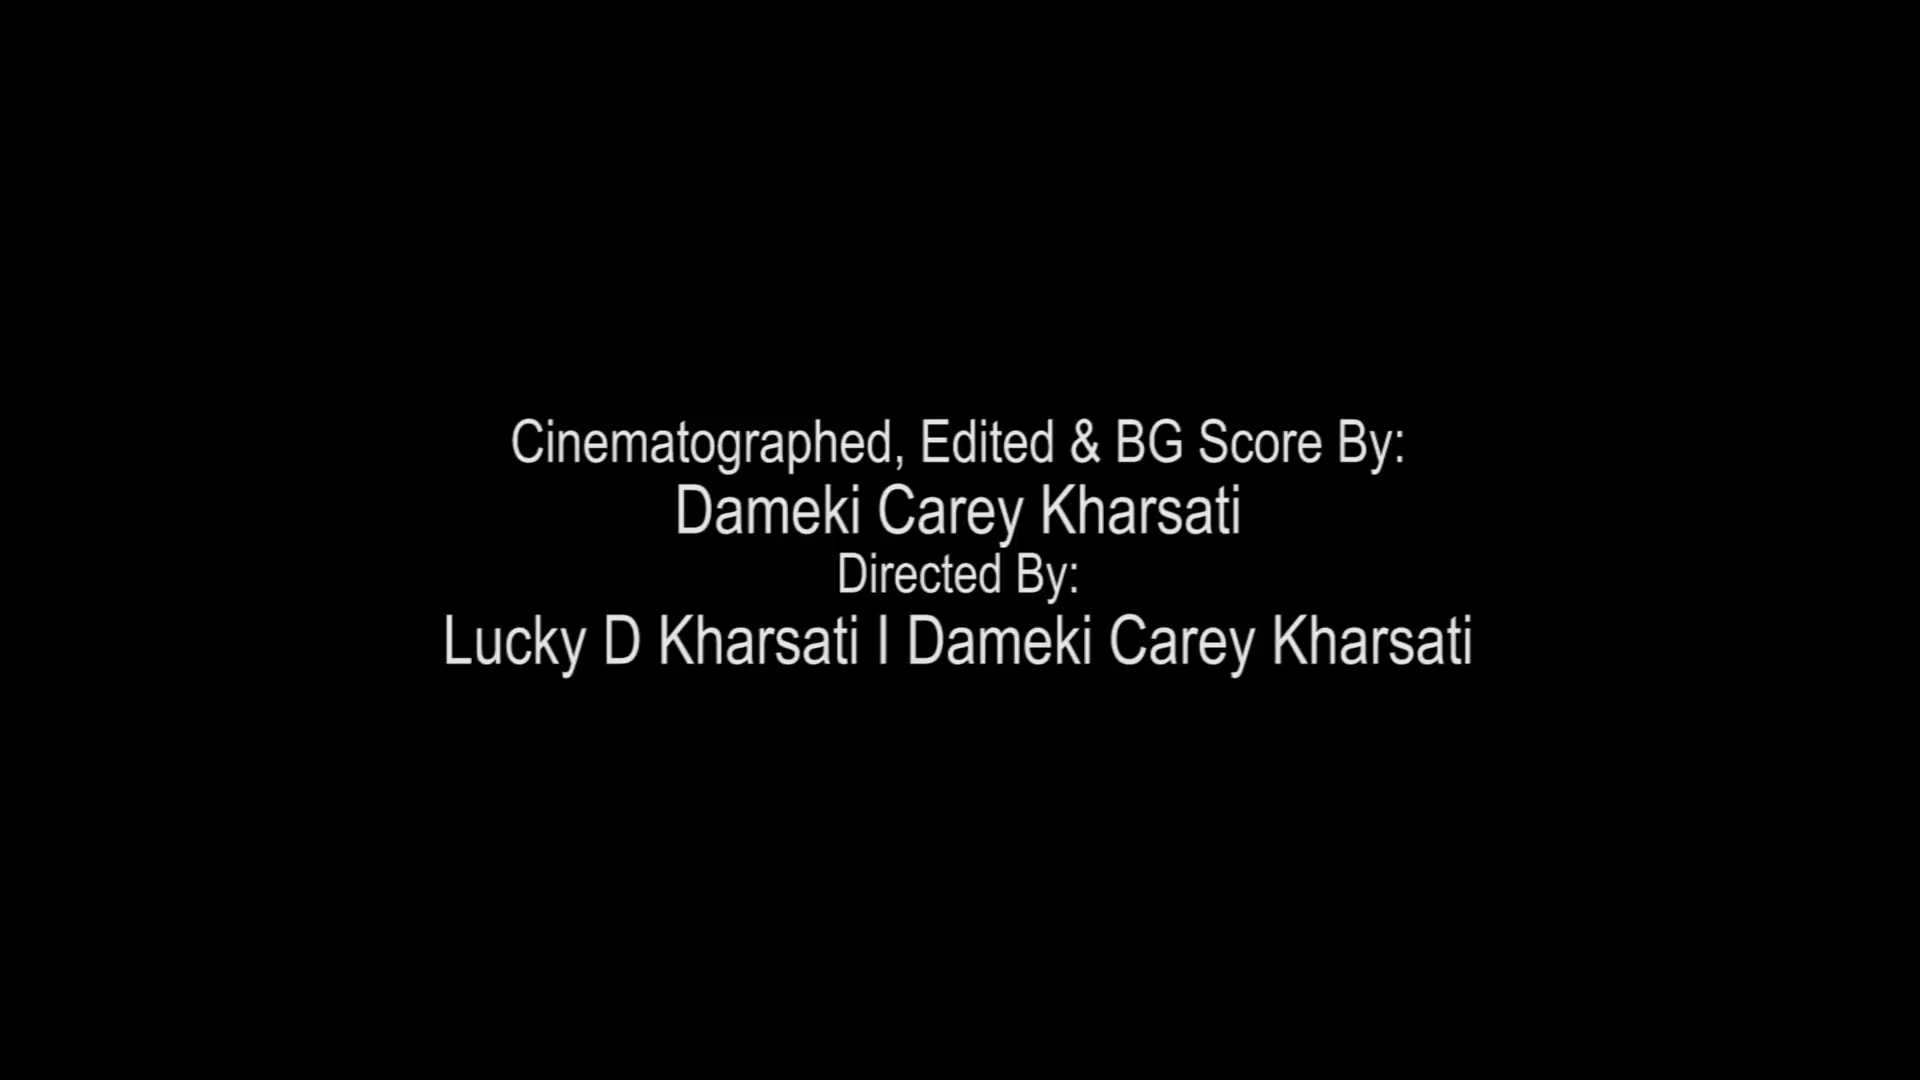 Cinematographed, Edited & BG Score By:
Dameki Carey Kharsati
Directed By:
Lucky D Kharsati I Dameki Carey Kharsati